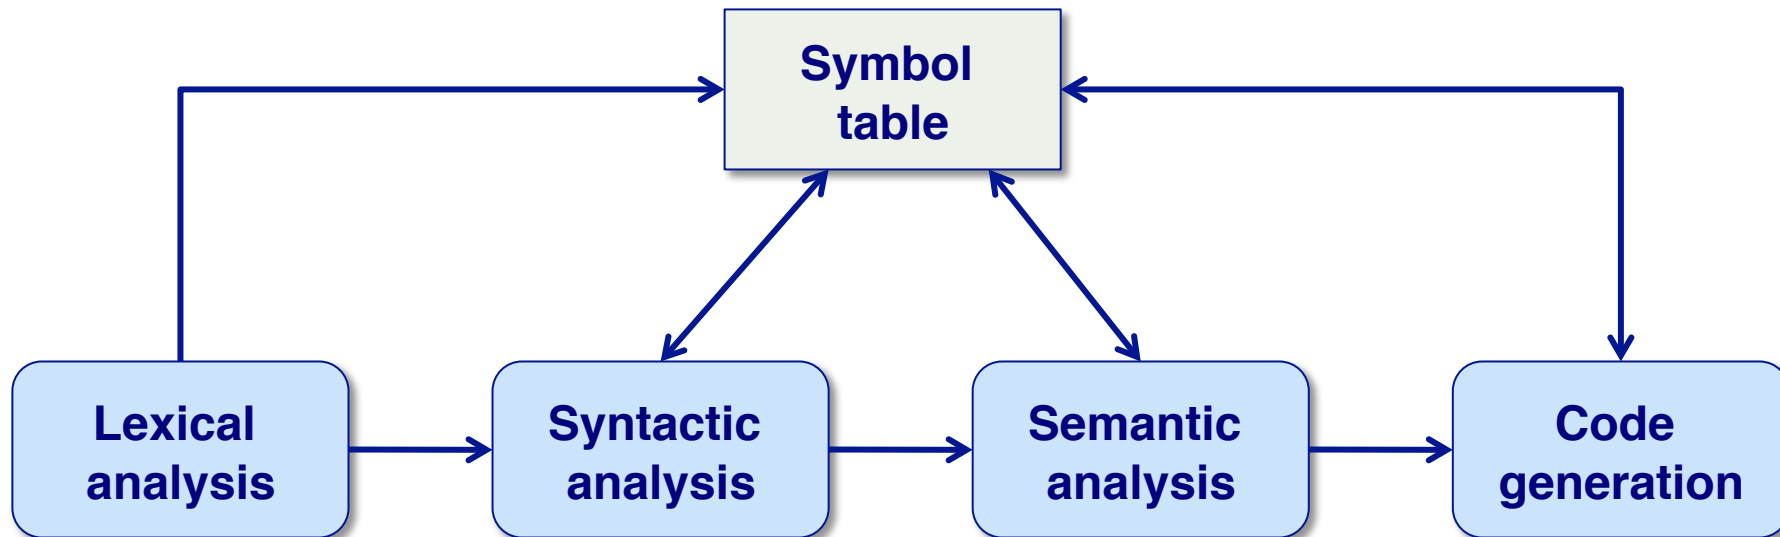 Symbol
table
Lexical
analysis
Syntactic
analysis
Semantic
analysis
Code
generation